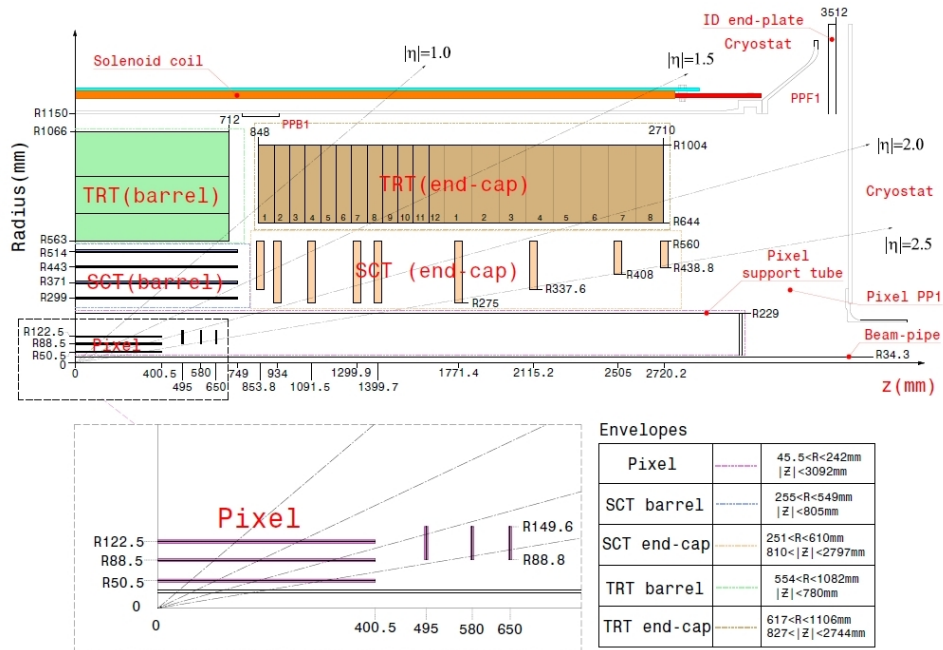 3512
ID end-plate
Cryostat
|η|=1.0
|η|=1.5
Solenoid coil
PPF1
R1150
712
PPB1
R1066
848
2710
R1004
|η|=2.0
Radius(mm)
TRT(barrel)
TRT(end-cap)
Cryostat
1 2 3 4 5 6 7 8 9 10 11 12 1 2 3 4 5 6 7 8
R644
R563
R560
|η|=2.5
R514
R443
SCT(barrel)
SCT (end-cap)
Pixel
support tube
R438.8
R408
R371
R337.6
R299
R275
Pixel PP1
R229
R122.5
R88.5
Pixel
R50.5
Beam-pipe
R34.3
0
0 400.5 580 749 934 1299.9 1771.4 2115.2 2505 2720.2
495 650 853.8 1091.5 1399.7
z(mm)
Envelopes
Pixel
45.5<R<242mm
|Z|<3092mm
SCT barrel
255<R<549mm
|Z|<805mm
SCT end-cap
251<R<610mm
810<|Z|<2797mm
TRT barrel
554<R<1082mm
|Z|<780mm
TRT end-cap
617<R<1106mm
827<|Z|<2744mm
Pixel
R149.6
R122.5
R88.5
R88.8
R50.5
0
0 400.5 495 580 650